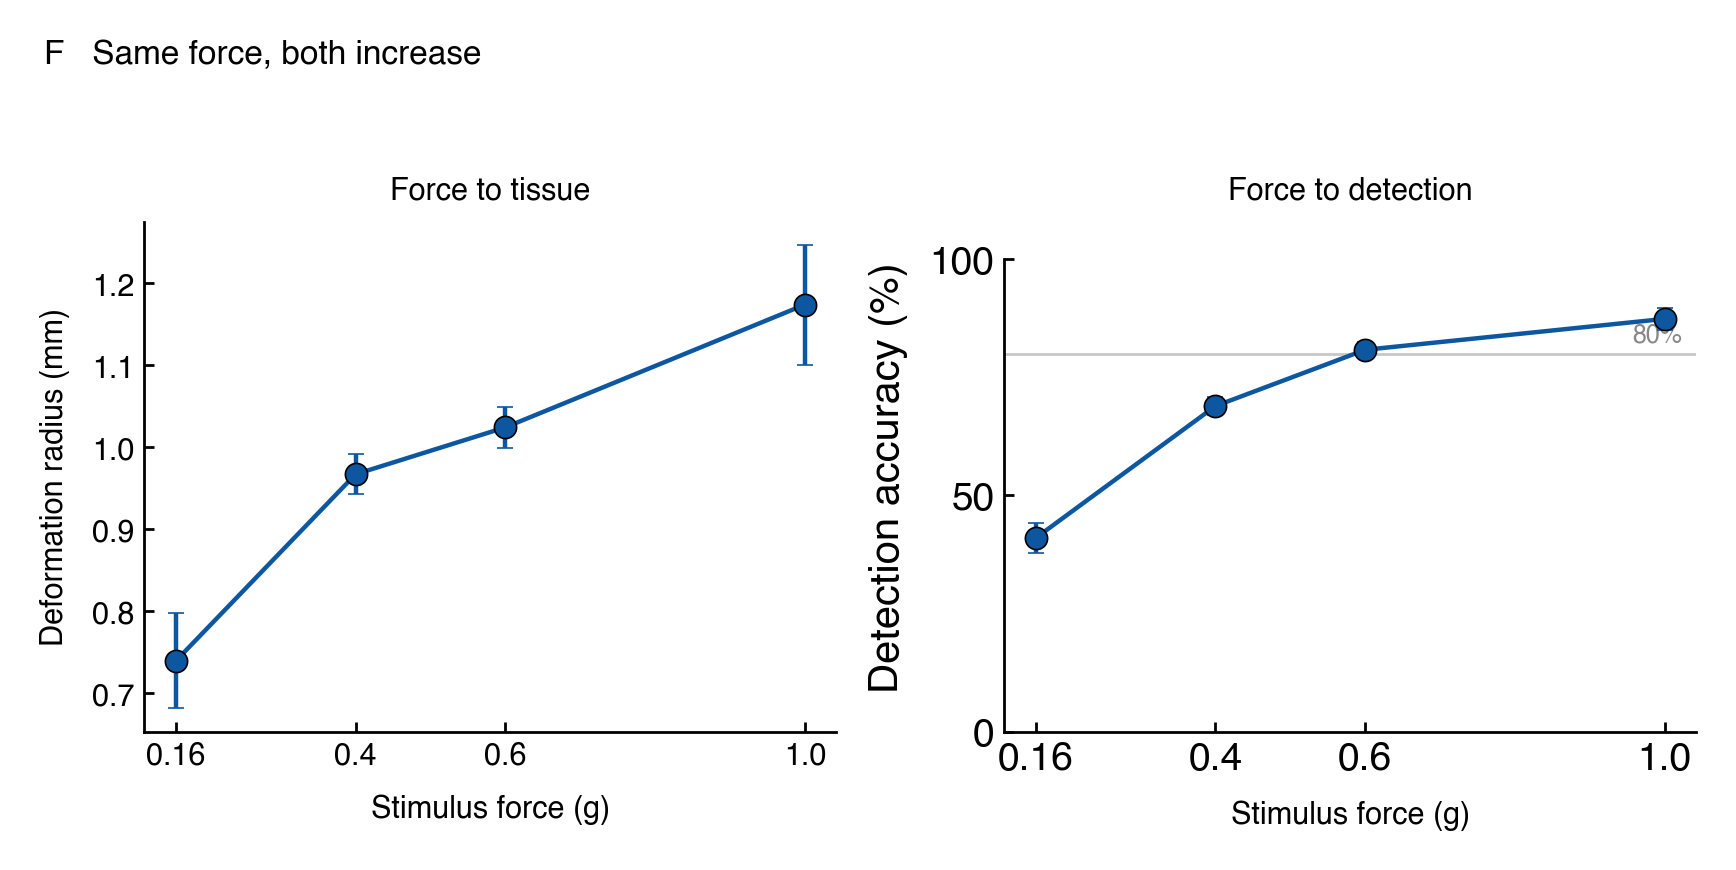 F Same force, both increase
Force to tissue
Deformation radius (mm)
1.2
1.1
1.0
0.9
0.8
0.7
0.16 0.4 0.6 1.0
Stimulus force (g)
Force to detection
Detection accuracy (%)
100
50
0
80%
0.16 0.4 0.6 1.0
Stimulus force (g)